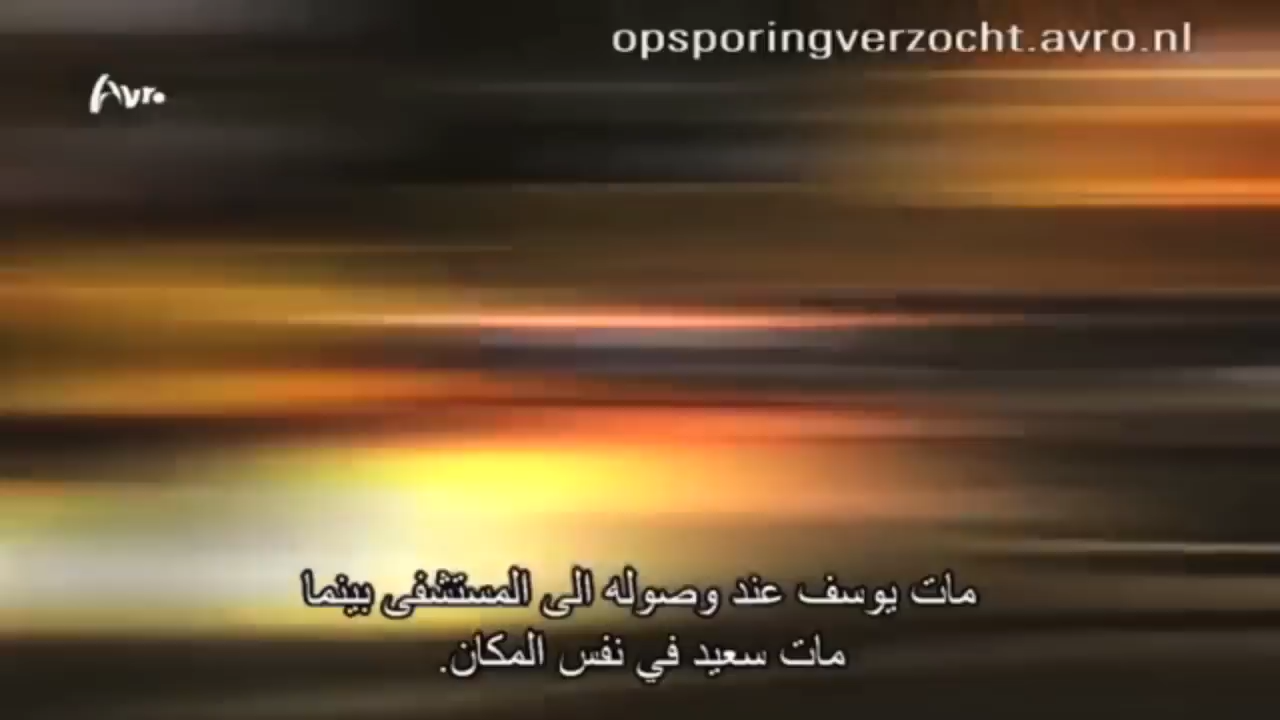 opsporingverzocht.avro.nl
Avro
مات يوسف عند وصوله الى المستشفى بينما
مات سعيد في نفس المكان.